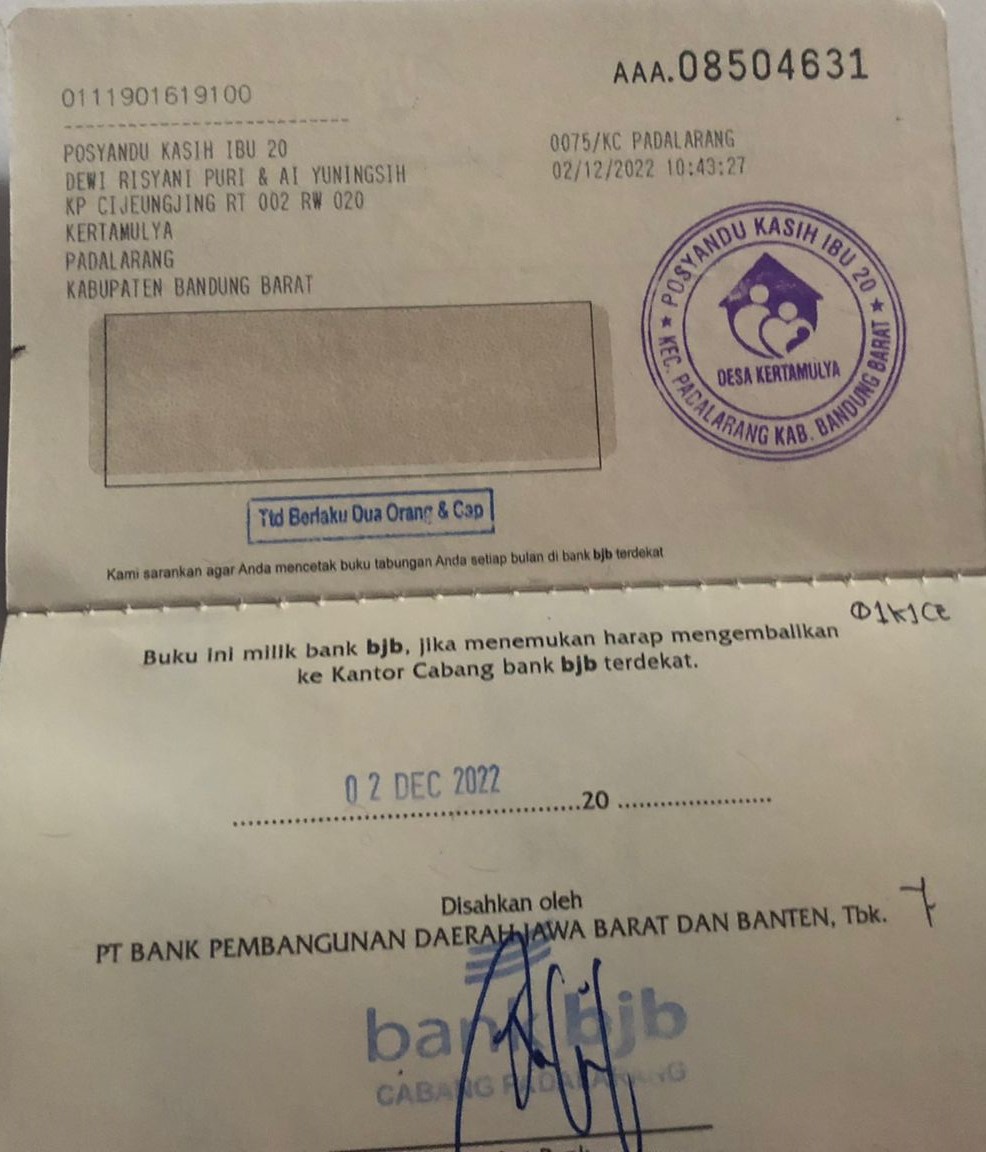 AAA.08504631
0111901619100
POSYANDU KASIH IBU 20
DEWI RISYANI PURI & AI YUNINGSIH
KP CIJEUNGJING RT 002 RW 020
KERTAMULYA
PADALARANG
KABUPATEN BANDUNG BARAT
0075/KC PADALARANG
02/12/2022 10:43:27
POSYANDU KASIH IBU 20
DESA KERTAMULYA
KEC. PADALARANG KAB. BANDUNG BARAT
Ttd Berlaku Dua Orang & Cap
Kami sarankan agar Anda mencetak buku tabungan Anda setiap bulan di bank bjb terdekat
Buku ini milik bank bjb, jika menemukan harap mengembalikan
ke Kantor Cabang bank bjb terdekat.
02 DEC 2022
20
Disahkan oleh
PT BANK PEMBANGUNAN DAERAH JAWA BARAT DAN BANTEN, Tbk.
bank bjb
CABANG PADALARANG